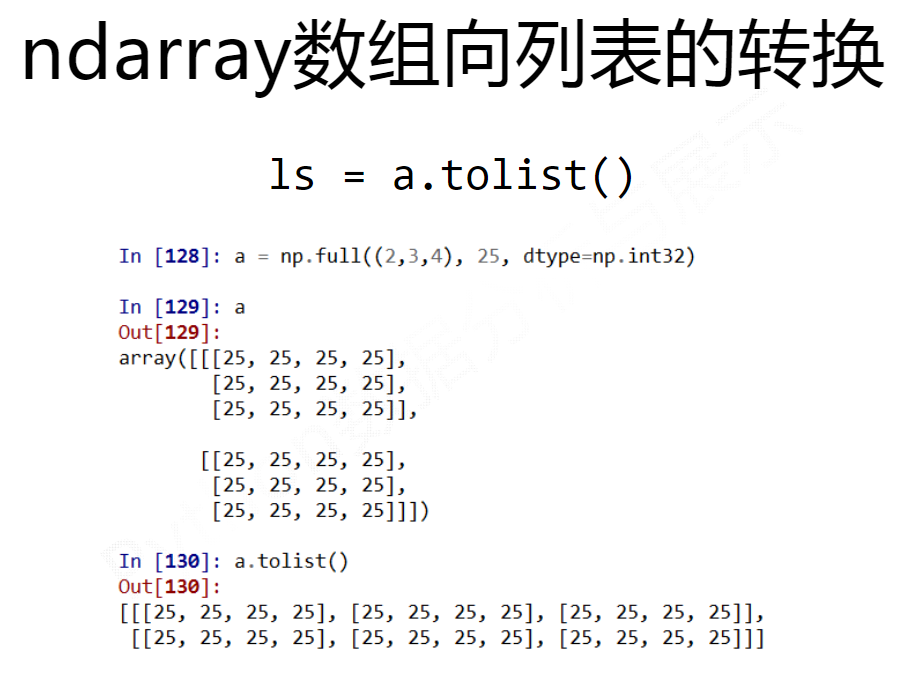 ndarray数组向列表的转换
ls = a.tolist()
In [128]: a = np.full((2,3,4), 25, dtype=np.int32)
In [129]: a
Out[129]:
array([[[25, 25, 25, 25],
[25, 25, 25, 25],
[25, 25, 25, 25]],
[[25, 25, 25, 25],
[25, 25, 25, 25],
[25, 25, 25, 25]]])
In [130]: a.tolist()
Out[130]:
[[[25, 25, 25, 25], [25, 25, 25, 25], [25, 25, 25, 25]],
[[25, 25, 25, 25], [25, 25, 25, 25], [25, 25, 25, 25]]]